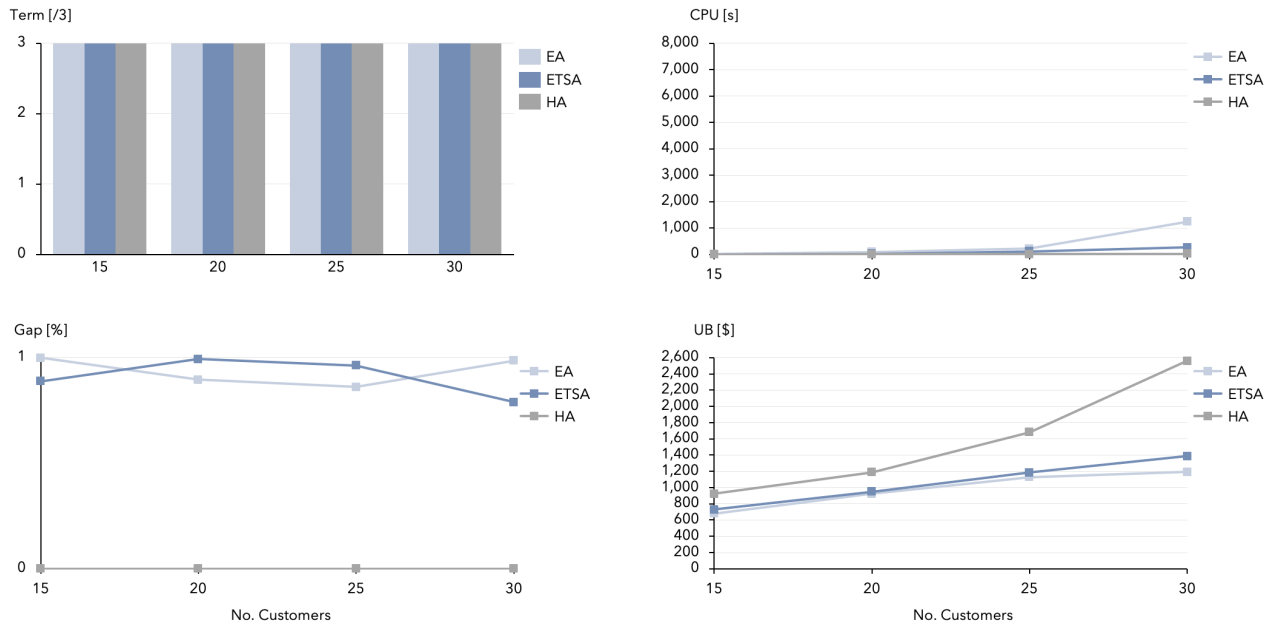 Term [/3]
3
2
1
0
15
20
25
30
EA
ETSA
HA
CPU [s]
8,000
7,000
6,000
5,000
4,000
3,000
2,000
1,000
0
15
20
25
30
EA
ETSA
HA
Gap [%]
1
0
15
20
25
30
No. Customers
EA
ETSA
HA
UB [$]
2,600
2,400
2,200
2,000
1,800
1,600
1,400
1,200
1,000
800
600
400
200
0
15
20
25
30
No. Customers
EA
ETSA
HA